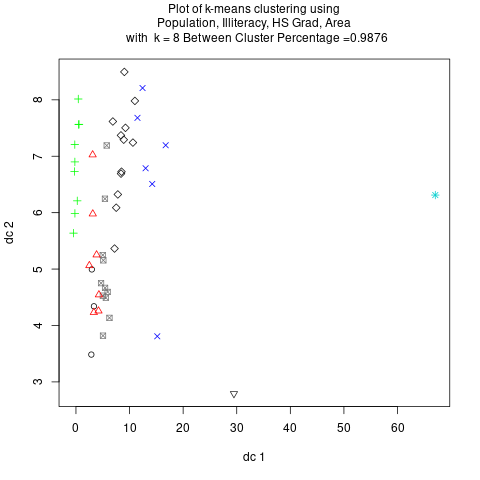 Plot of k-means clustering using
Population, Illiteracy, HS Grad, Area
with k = 8 Between Cluster Percentage =0.9876
8
7
6
5
4
3
dc 2
0 10 20 30 40 50 60
dc 1